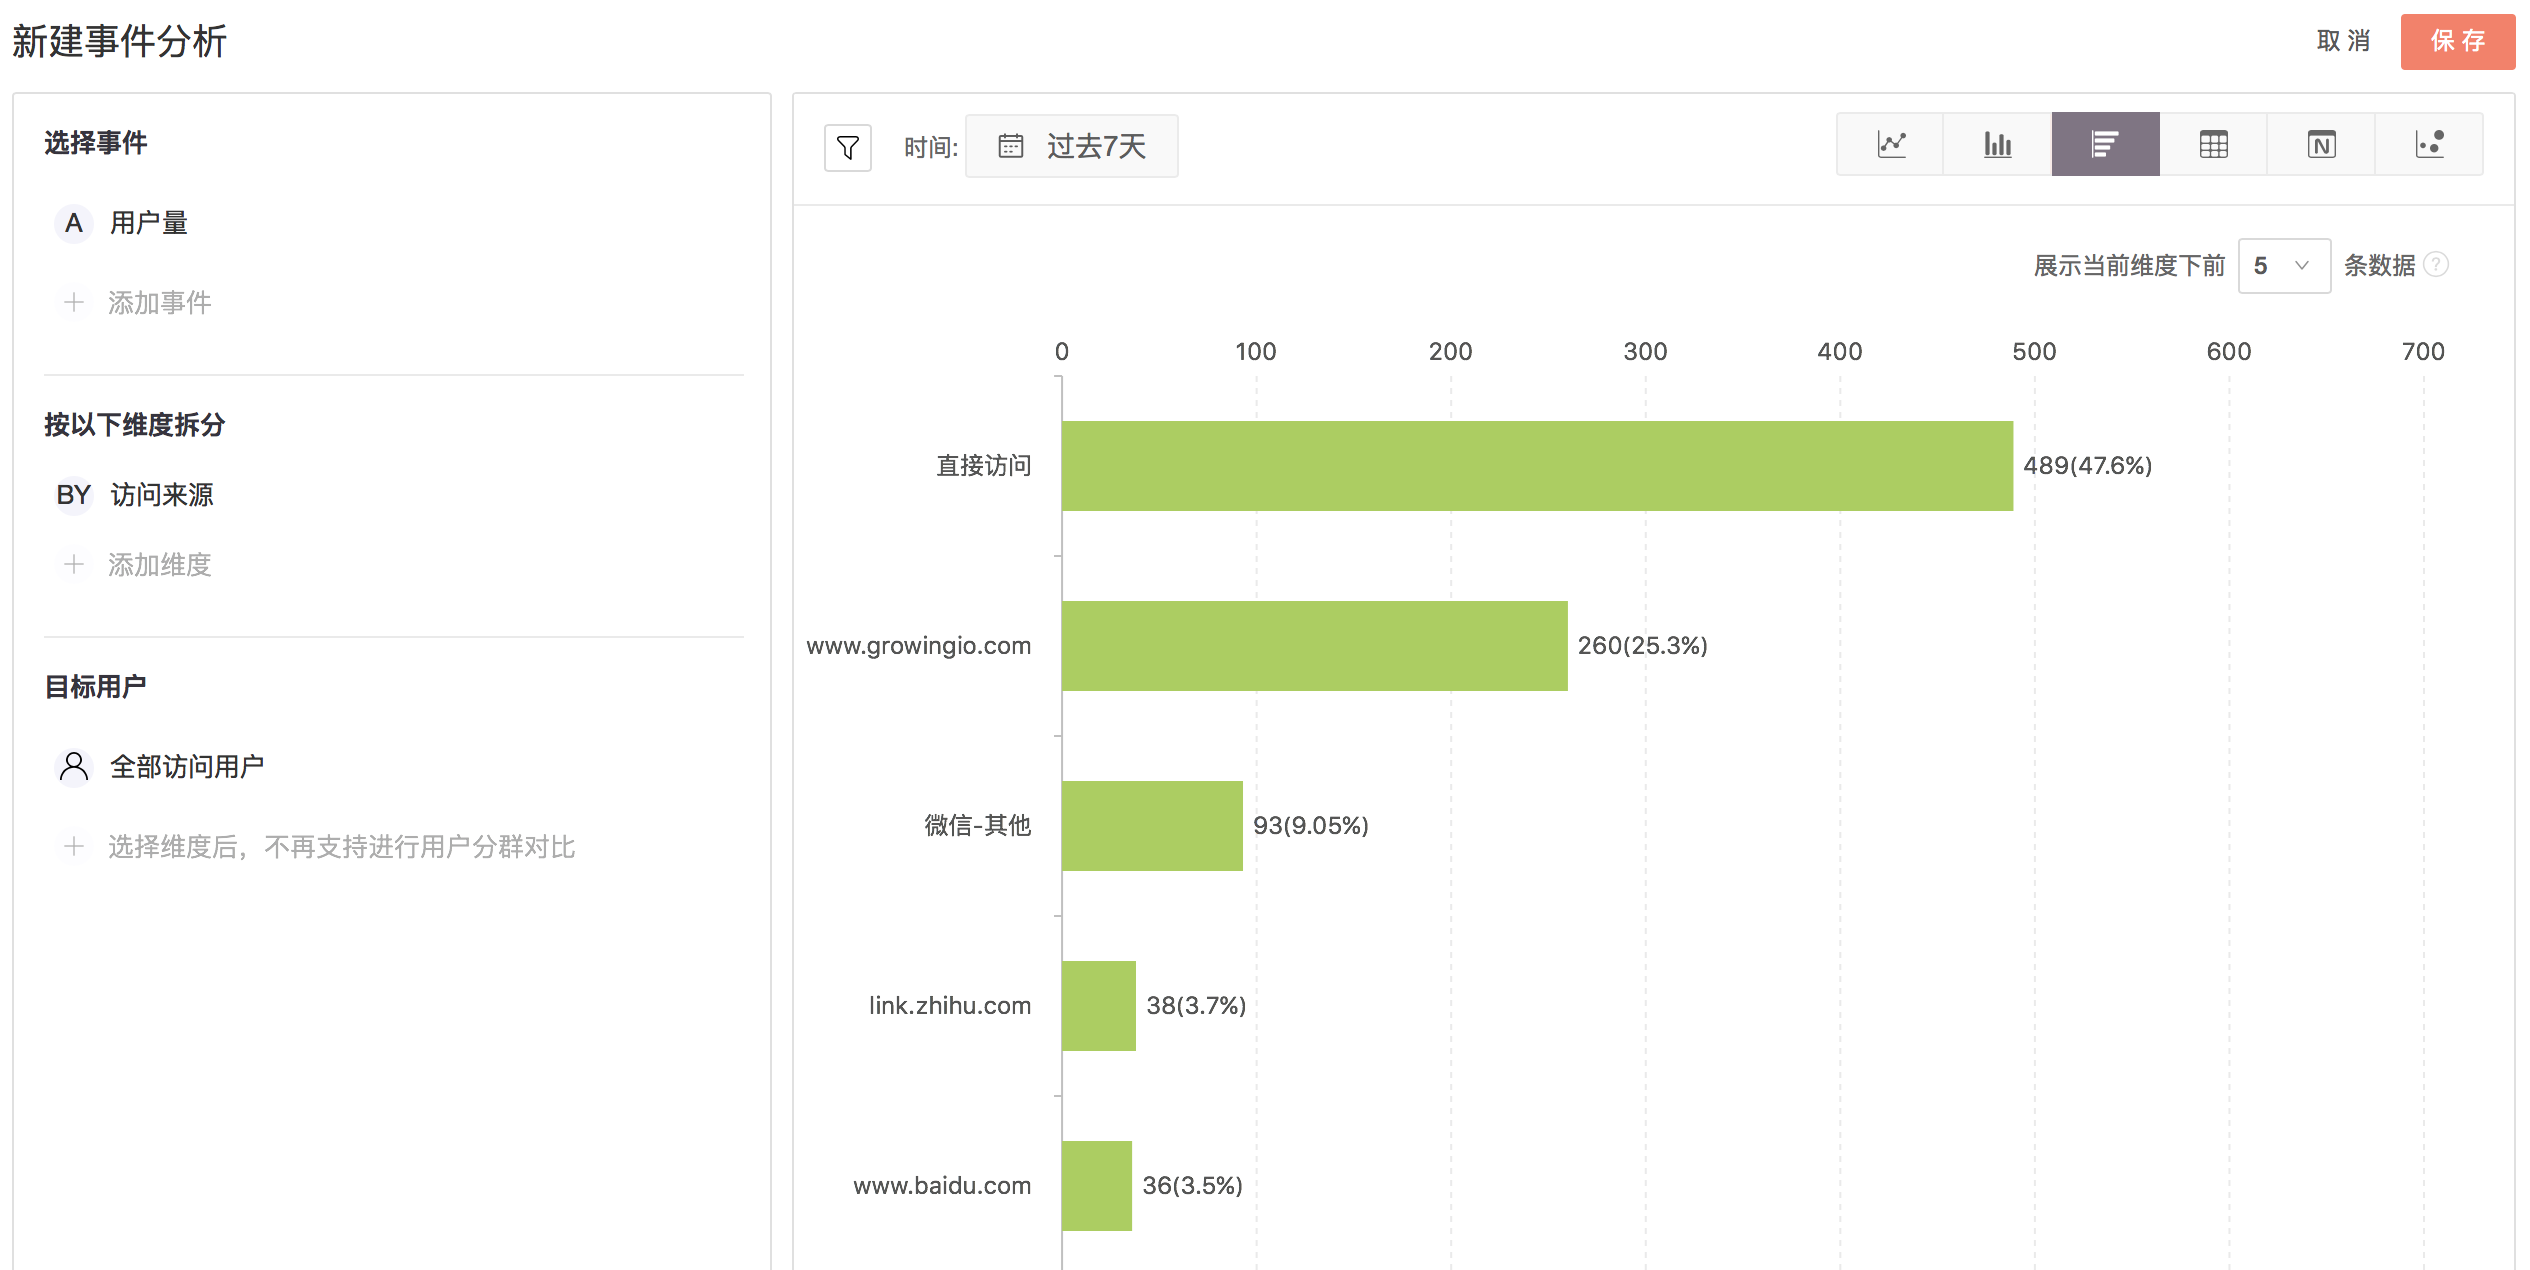 新建事件分析
取 消
保 存
选择事件
A 用户量
添加事件
按以下维度拆分
BY 访问来源
添加维度
目标用户
全部访问用户
选择维度后，不再支持进行用户分群对比
时间: 过去7天
N
展示当前维度下前 5 条数据 ?
0 100 200 300 400 500 600 700
直接访问 489(47.6%)
www.growingio.com 260(25.3%)
微信-其他 93(9.05%)
link.zhihu.com 38(3.7%)
www.baidu.com 36(3.5%)